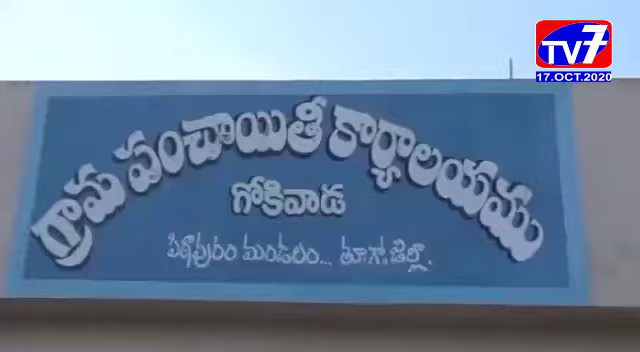 TV7
17.OCT.2020
గ్రామ పంచాయితీ కార్యాలయము
గోకివాడ
పిఠాపురం మండలం... తూ.గో.జిల్లా.